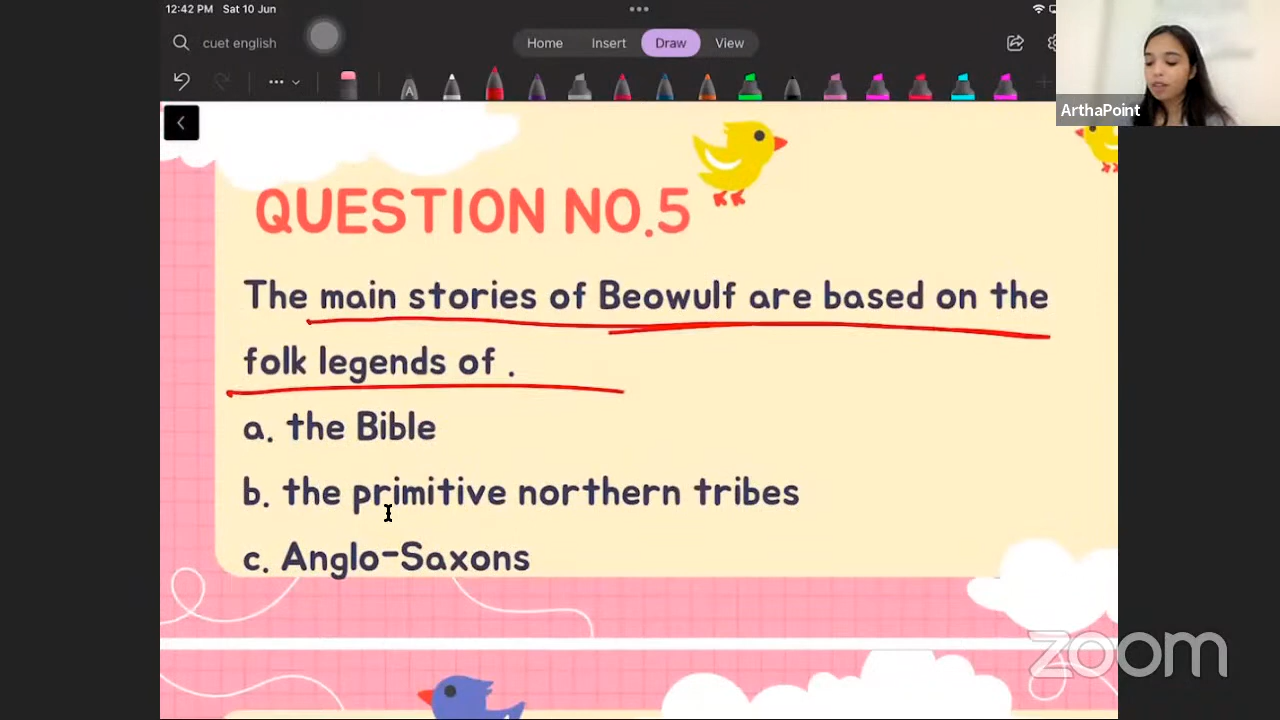 12:42 PM Sat 10 Jun
cuet english
Home Insert Draw View
A
ArthaPoint
QUESTION NO.5
The main stories of Beowulf are based on the
folk legends of .
a. the Bible
b. the primitive northern tribes
c. Anglo-Saxons
zoom